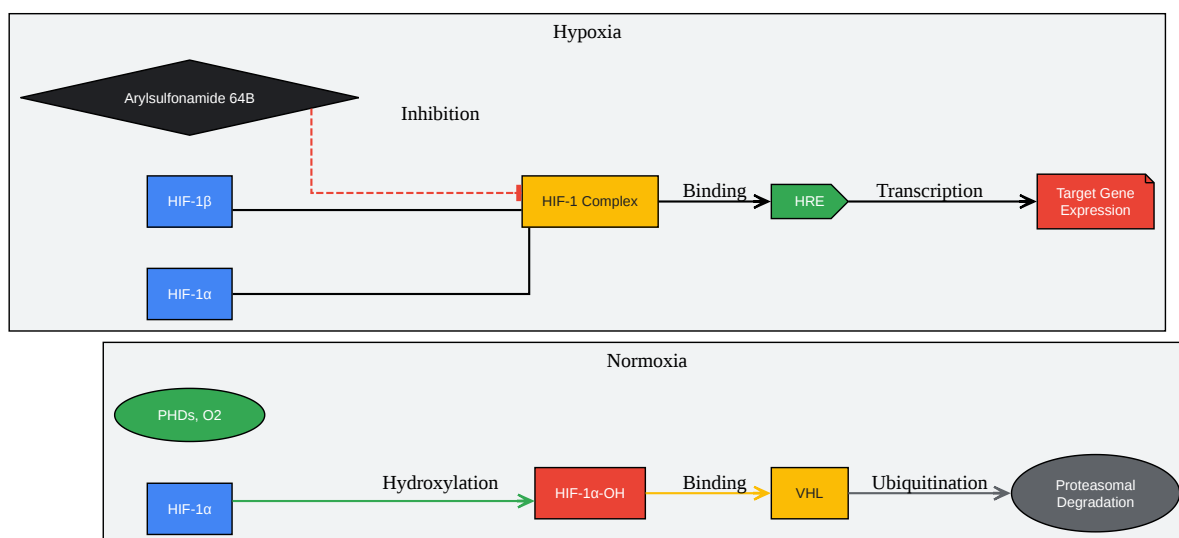 Hypoxia
Arylsulfonamide 64B
Inhibition
HIF-1β
HIF-1 Complex
Binding
HRE
Transcription
Target Gene
Expression
HIF-1α
Normoxia
PHDs, O2
HIF-1α
Hydroxylation
HIF-1α-OH
Binding
VHL
Ubiquitination
Proteasomal
Degradation